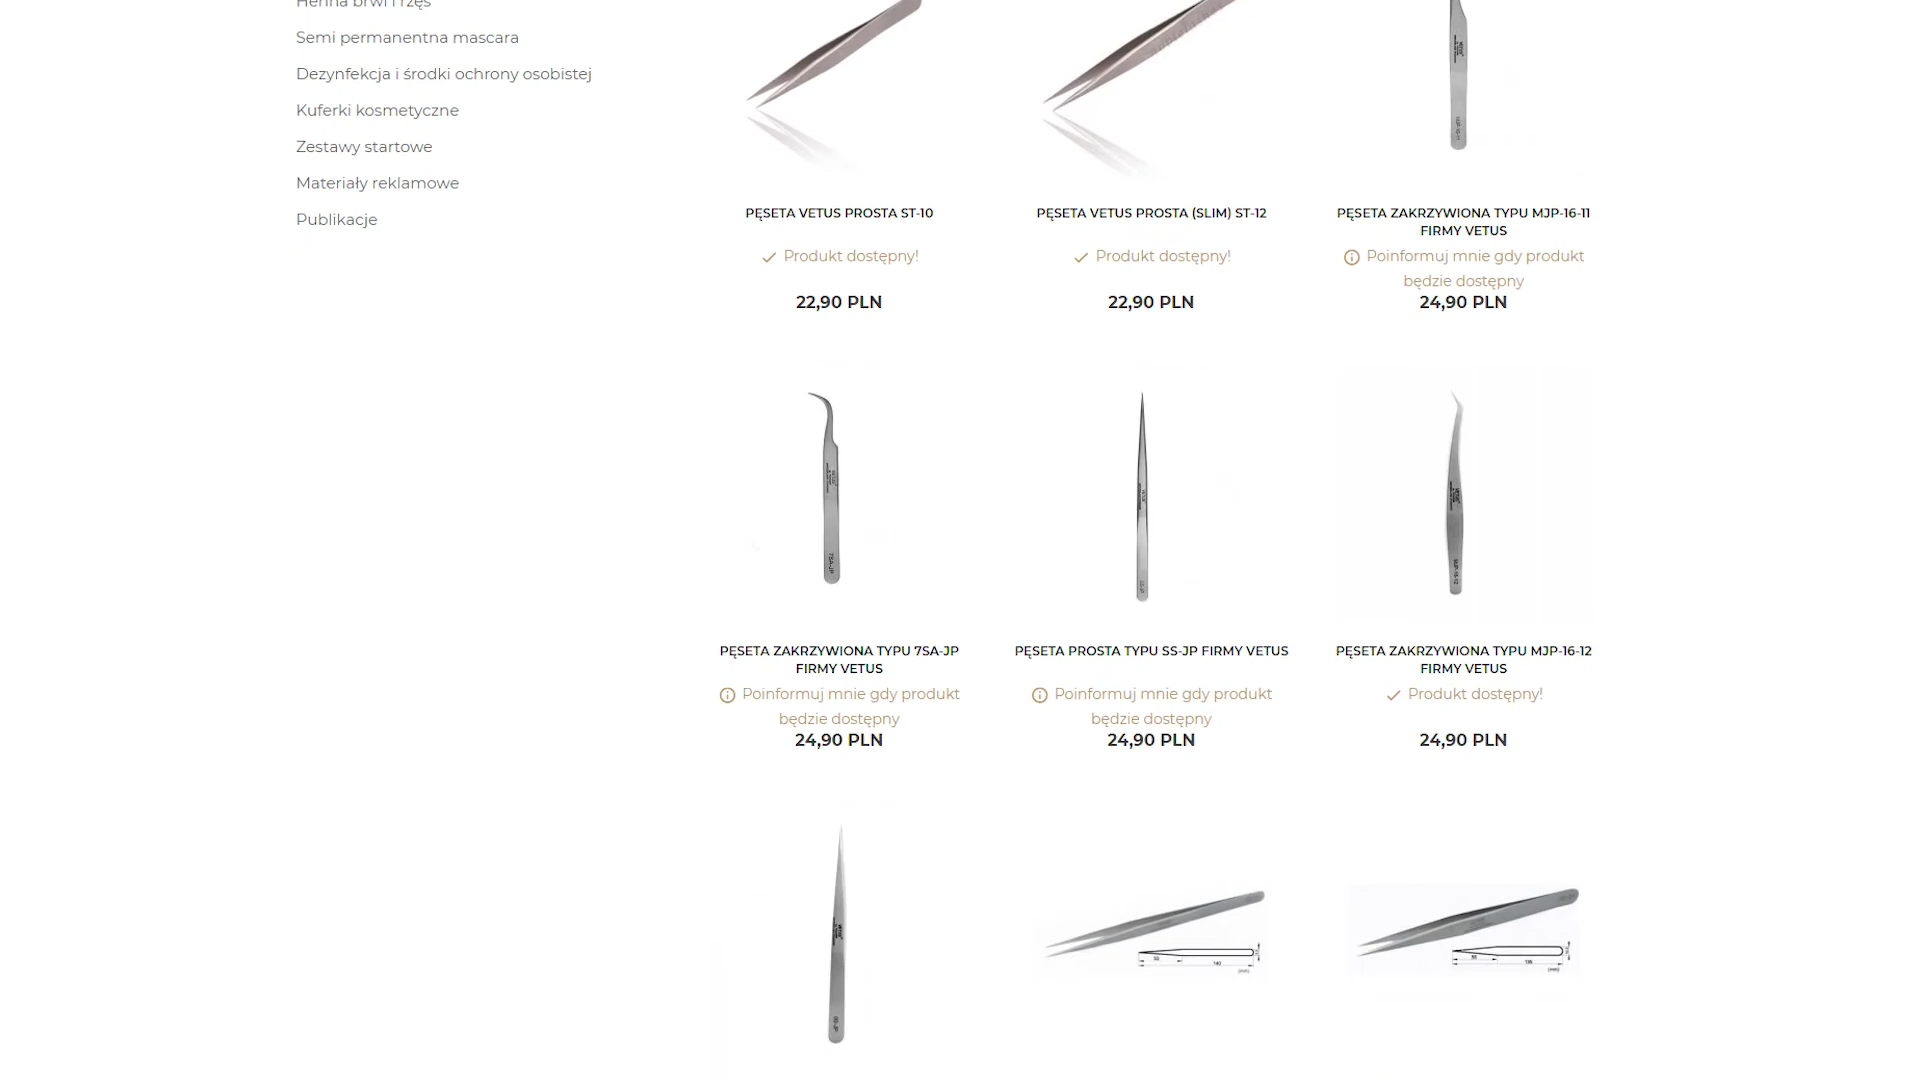 Henna brwi i rzęs
Semi permanentna mascara
Dezynfekcja i środki ochrony osobistej
Kuferki kosmetyczne
Zestawy startowe
Materiały reklamowe
Publikacje
PĘSETA VETUS PROSTA ST-10
Produkt dostępny!
22,90 PLN
PĘSETA VETUS PROSTA (SLIM) ST-12
Produkt dostępny!
22,90 PLN
PĘSETA ZAKRZYWIONA TYPU MJP-16-11
FIRMY VETUS
Poinformuj mnie gdy produkt
będzie dostępny
24,90 PLN
PĘSETA ZAKRZYWIONA TYPU 7SA-JP
FIRMY VETUS
Poinformuj mnie gdy produkt
będzie dostępny
24,90 PLN
PĘSETA PROSTA TYPU SS-JP FIRMY VETUS
Poinformuj mnie gdy produkt
będzie dostępny
24,90 PLN
PĘSETA ZAKRZYWIONA TYPU MJP-16-12
FIRMY VETUS
Produkt dostępny!
24,90 PLN